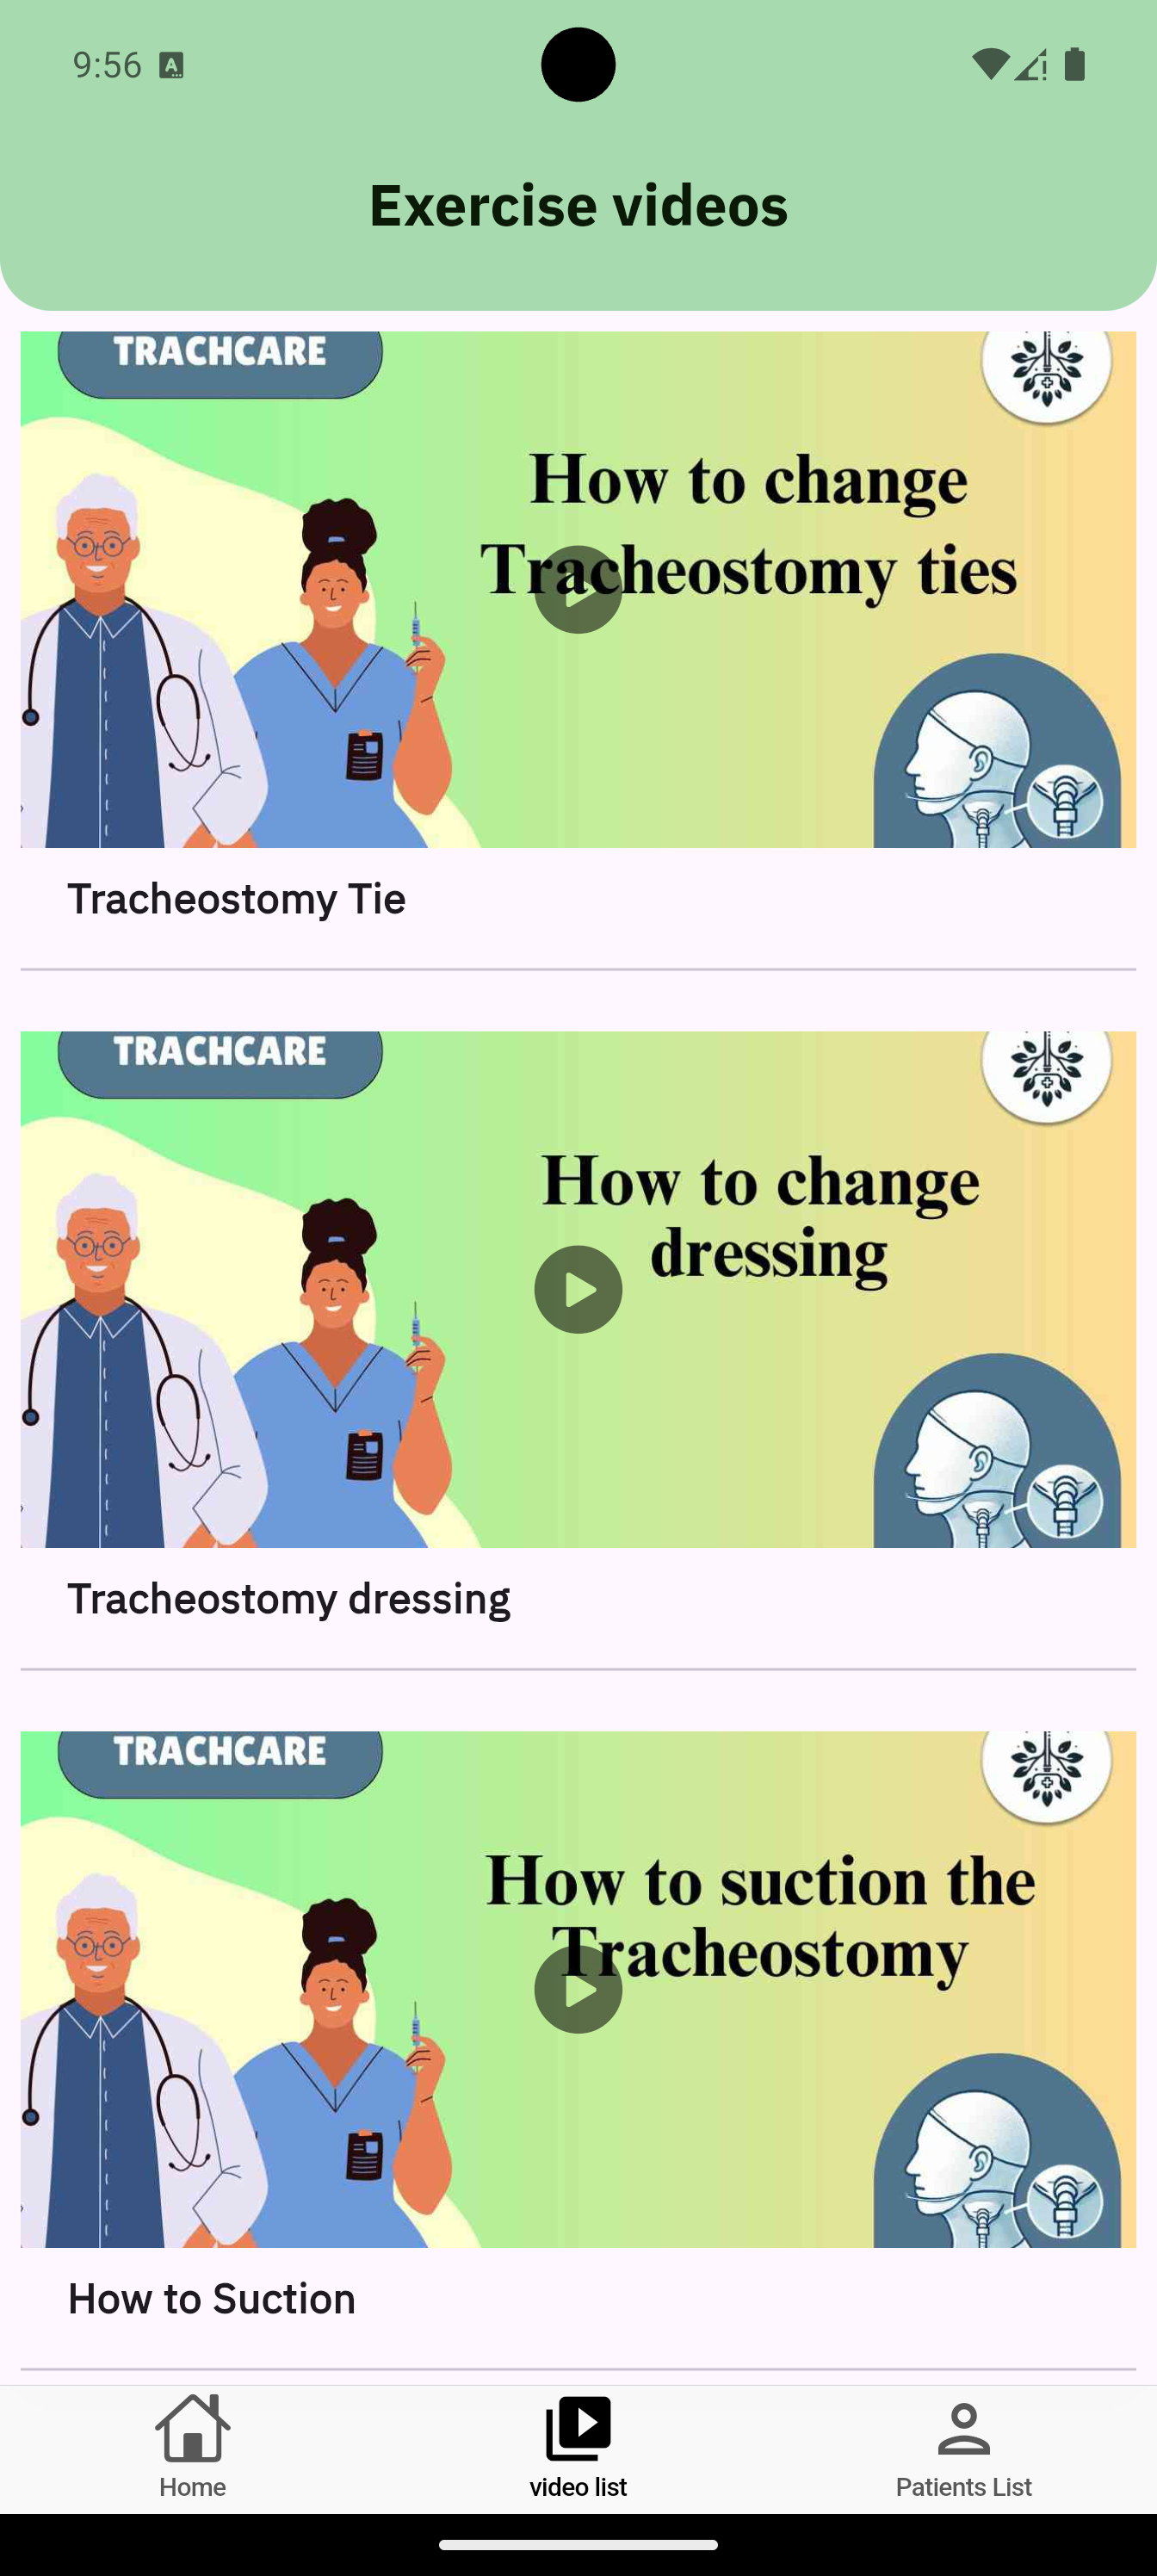 9:56
Exercise videos
TRACHCARE
How to change
Tracheostomy ties
Tracheostomy Tie
TRACHCARE
How to change
dressing
Tracheostomy dressing
TRACHCARE
How to suction the
Tracheostomy
How to Suction
Home
video list
Patients List